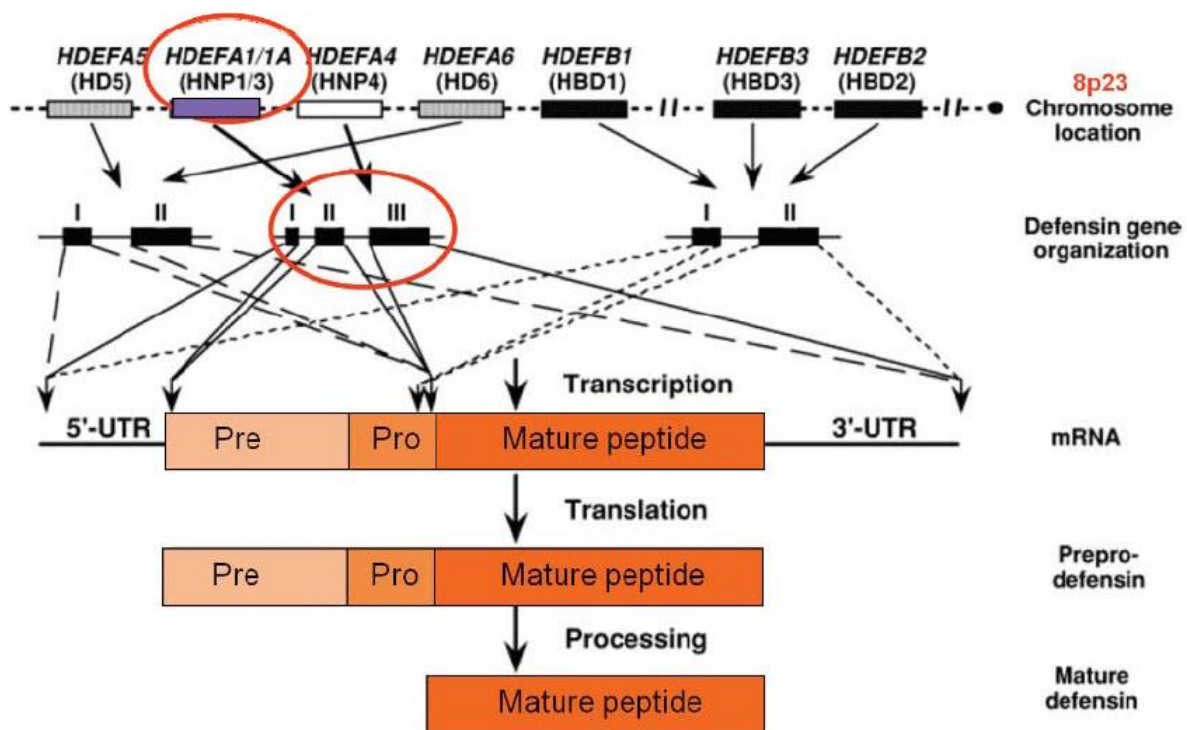 HDEFA5 HDEFA1/1A HDEFA4 HDEFA6 HDEFB1 HDEFB3 HDEFB2
(HD5) (HNP1/3) (HNP4) (HD6) (HBD1) (HBD3) (HBD2)
8p23
Chromosome
location
I II I II III I II
Defensin gene
organization
Transcription
5'-UTR Pre Pro Mature peptide 3'-UTR mRNA
Translation
Pre Pro Mature peptide
Prepro-
defensin
Processing
Mature peptide
Mature
defensin